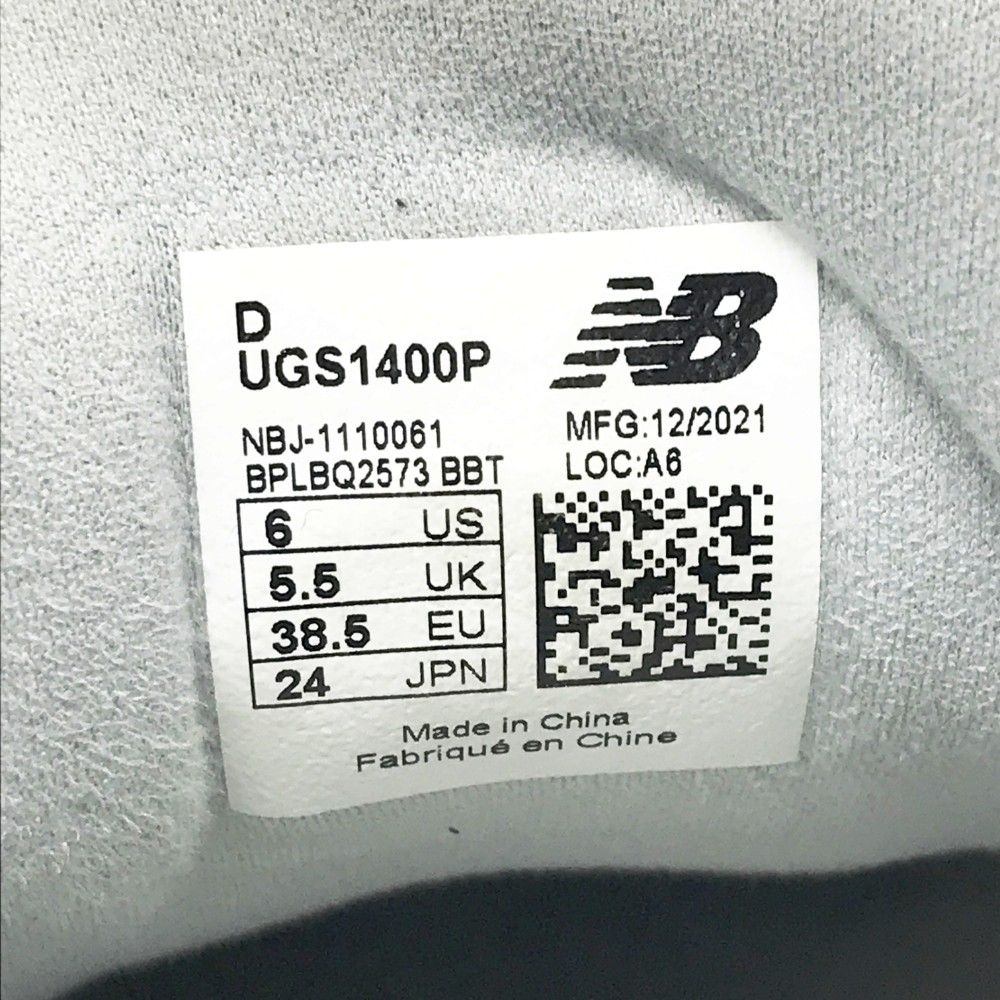 D
UGS1400P
NB
NBJ-1110061
BPLBQ2573 BBT
MFG:12/2021
LOC:A6
6 US
5.5 UK
38.5 EU
24 JPN
Made in China
Fabriqué en Chine